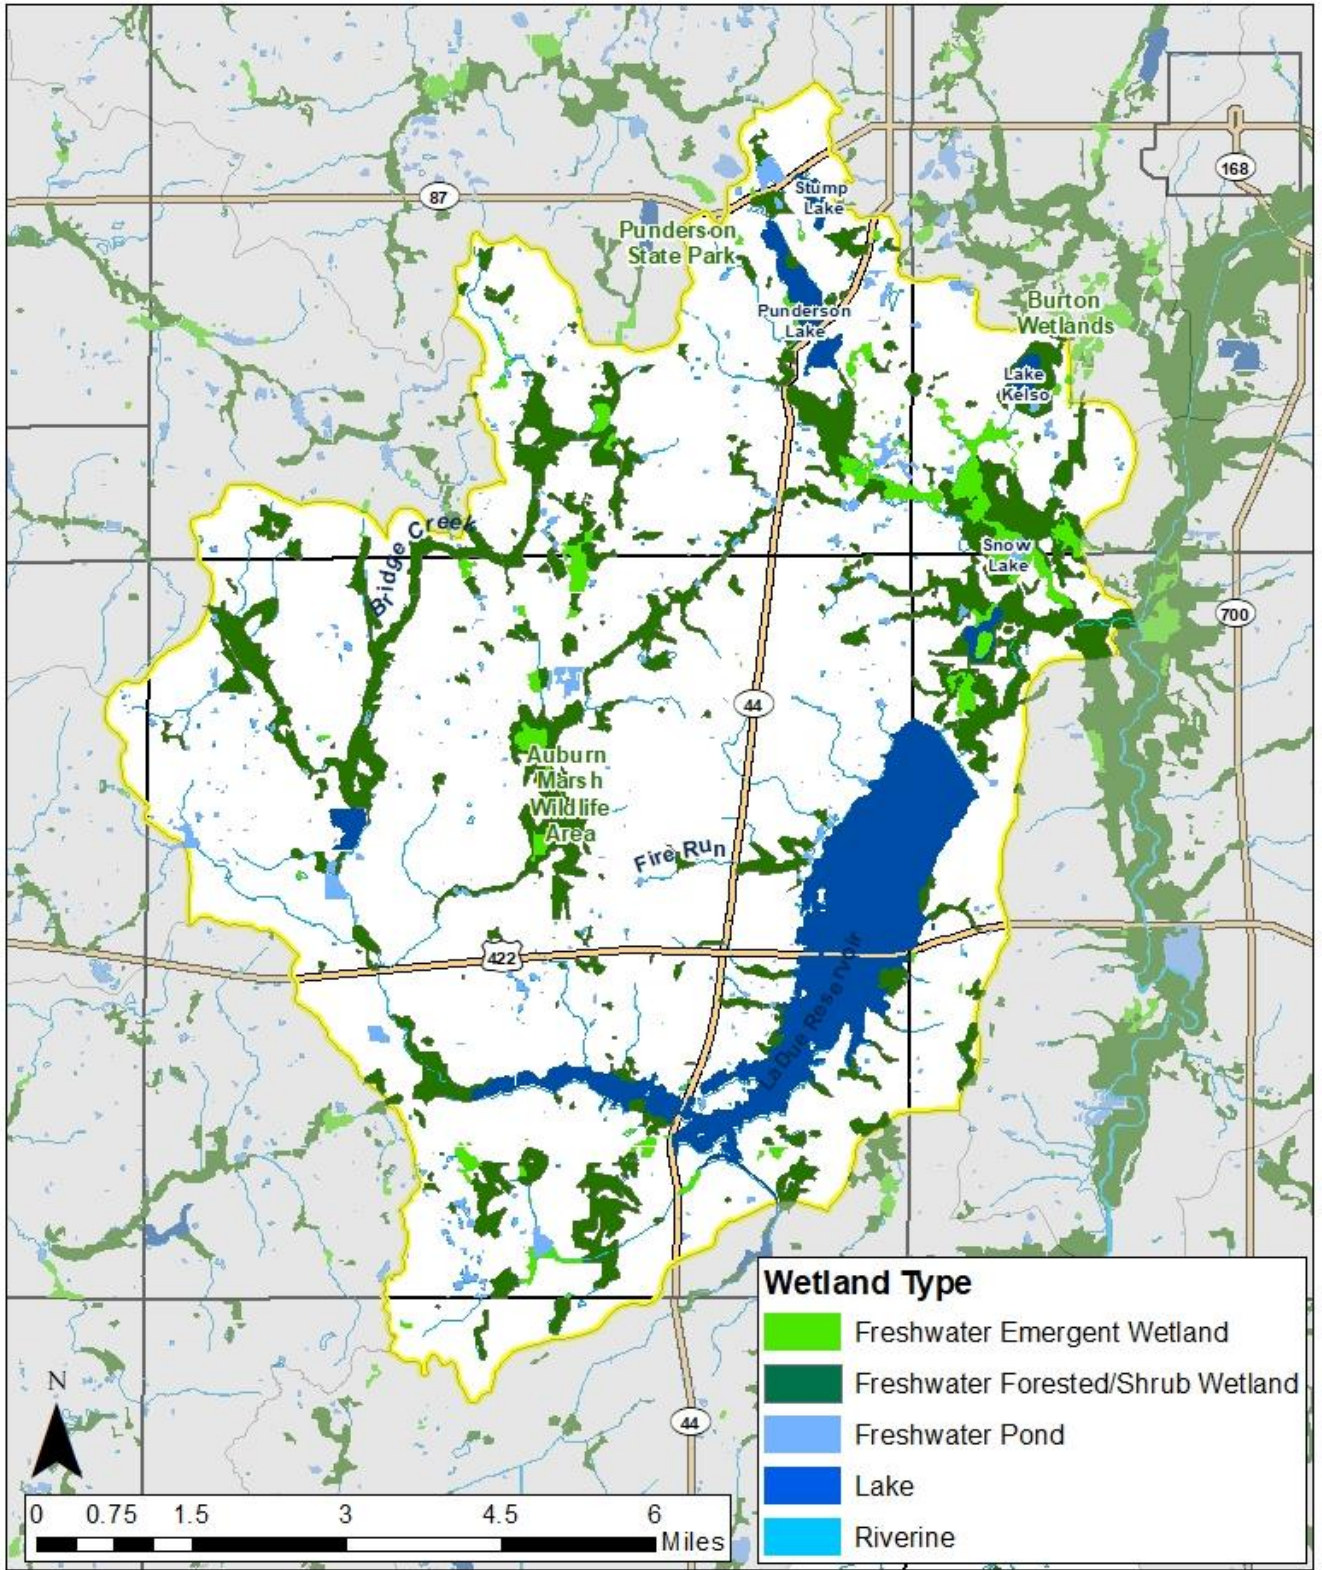 168
87
Stump
Lake
Punderson
State Park
Burton
Wetlands
Punderson
Lake
Lake
Kelso
Bridge Creek
Snow
Lake
700
44
Auburn
Marsh
Wildlife
Area
Fire Run
422
LaDue Reservoir
Wetland Type
Freshwater Emergent Wetland
Freshwater Forested/Shrub Wetland
Freshwater Pond
Lake
Riverine
N
44
0 0.75 1.5 3 4.5 6
Miles